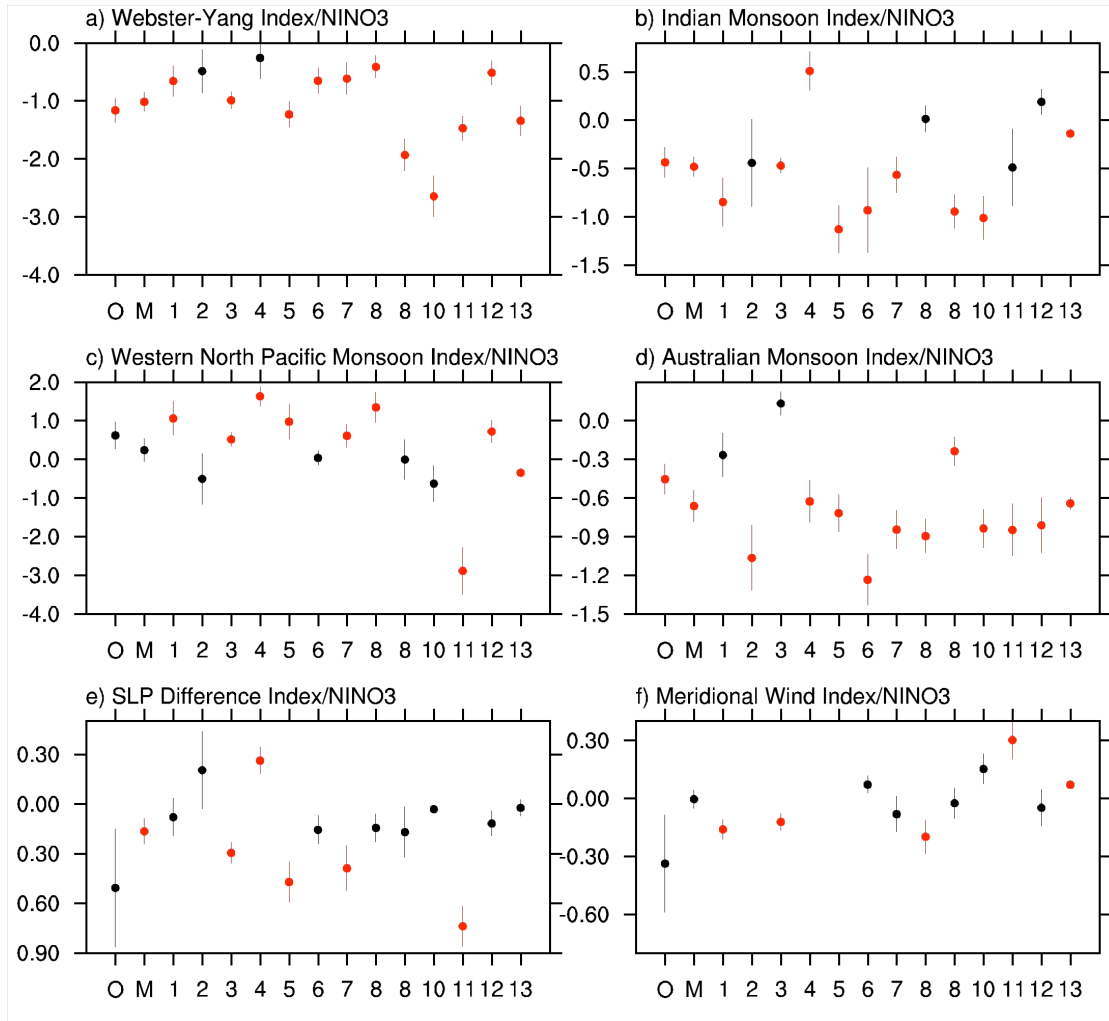 a) Webster-Yang Index/NINO3
0.0
-1.0
-2.0
-3.0
-4.0
O M 1 2 3 4 5 6 7 8 8 10 11 12 13
b) Indian Monsoon Index/NINO3
0.5
0.0
-0.5
-1.0
-1.5
O M 1 2 3 4 5 6 7 8 8 10 11 12 13
c) Western North Pacific Monsoon Index/NINO3
2.0
1.0
0.0
-1.0
-2.0
-3.0
-4.0
O M 1 2 3 4 5 6 7 8 8 10 11 12 13
d) Australian Monsoon Index/NINO3
0.0
-0.3
-0.6
-0.9
-1.2
-1.5
O M 1 2 3 4 5 6 7 8 8 10 11 12 13
e) SLP Difference Index/NINO3
0.30
0.00
0.30
0.60
0.90
O M 1 2 3 4 5 6 7 8 8 10 11 12 13
f) Meridional Wind Index/NINO3
0.30
0.00
-0.30
-0.60
O M 1 2 3 4 5 6 7 8 8 10 11 12 13